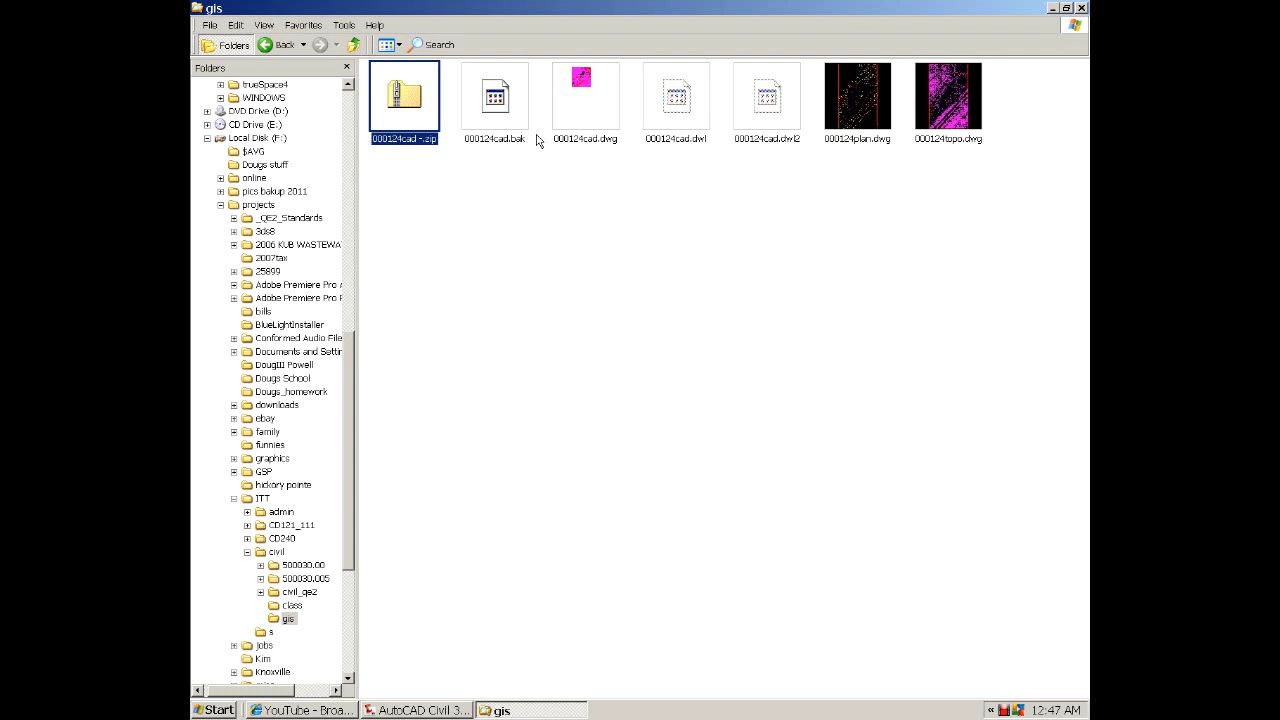 gis
File Edit View Favorites Tools Help
Folders Back Search
Folders
trueSpace4
WINDOWS
DVD Drive (D:)
CD Drive (E:)
Local Disk (F:)
$AVG
Dougs stuff
online
pics bakup 2011
projects
_QE2_Standards
3ds8
2006 KUB WASTEWA
2007tax
25899
Adobe Premiere Pro
Adobe Premiere Pro
bills
BlueLightInstaller
Conformed Audio File
Documents and Settin
DougIII Powell
Dougs School
Dougs_homework
downloads
ebay
family
funnies
graphics
GSP
hickory pointe
ITT
admin
CD121_111
CD240
civil
500030.00
500030.005
civil_qe2
class
gis
s
jobs
Kim
Knoxville
000124cad -.zip 000124cad.bak 000124cad.dwg 000124cad.dwl 000124cad.dwl2 000124plan.dwg 000124topo.dwg
Start YouTube - Broa... AutoCAD Civil 3... gis « 12:47 AM